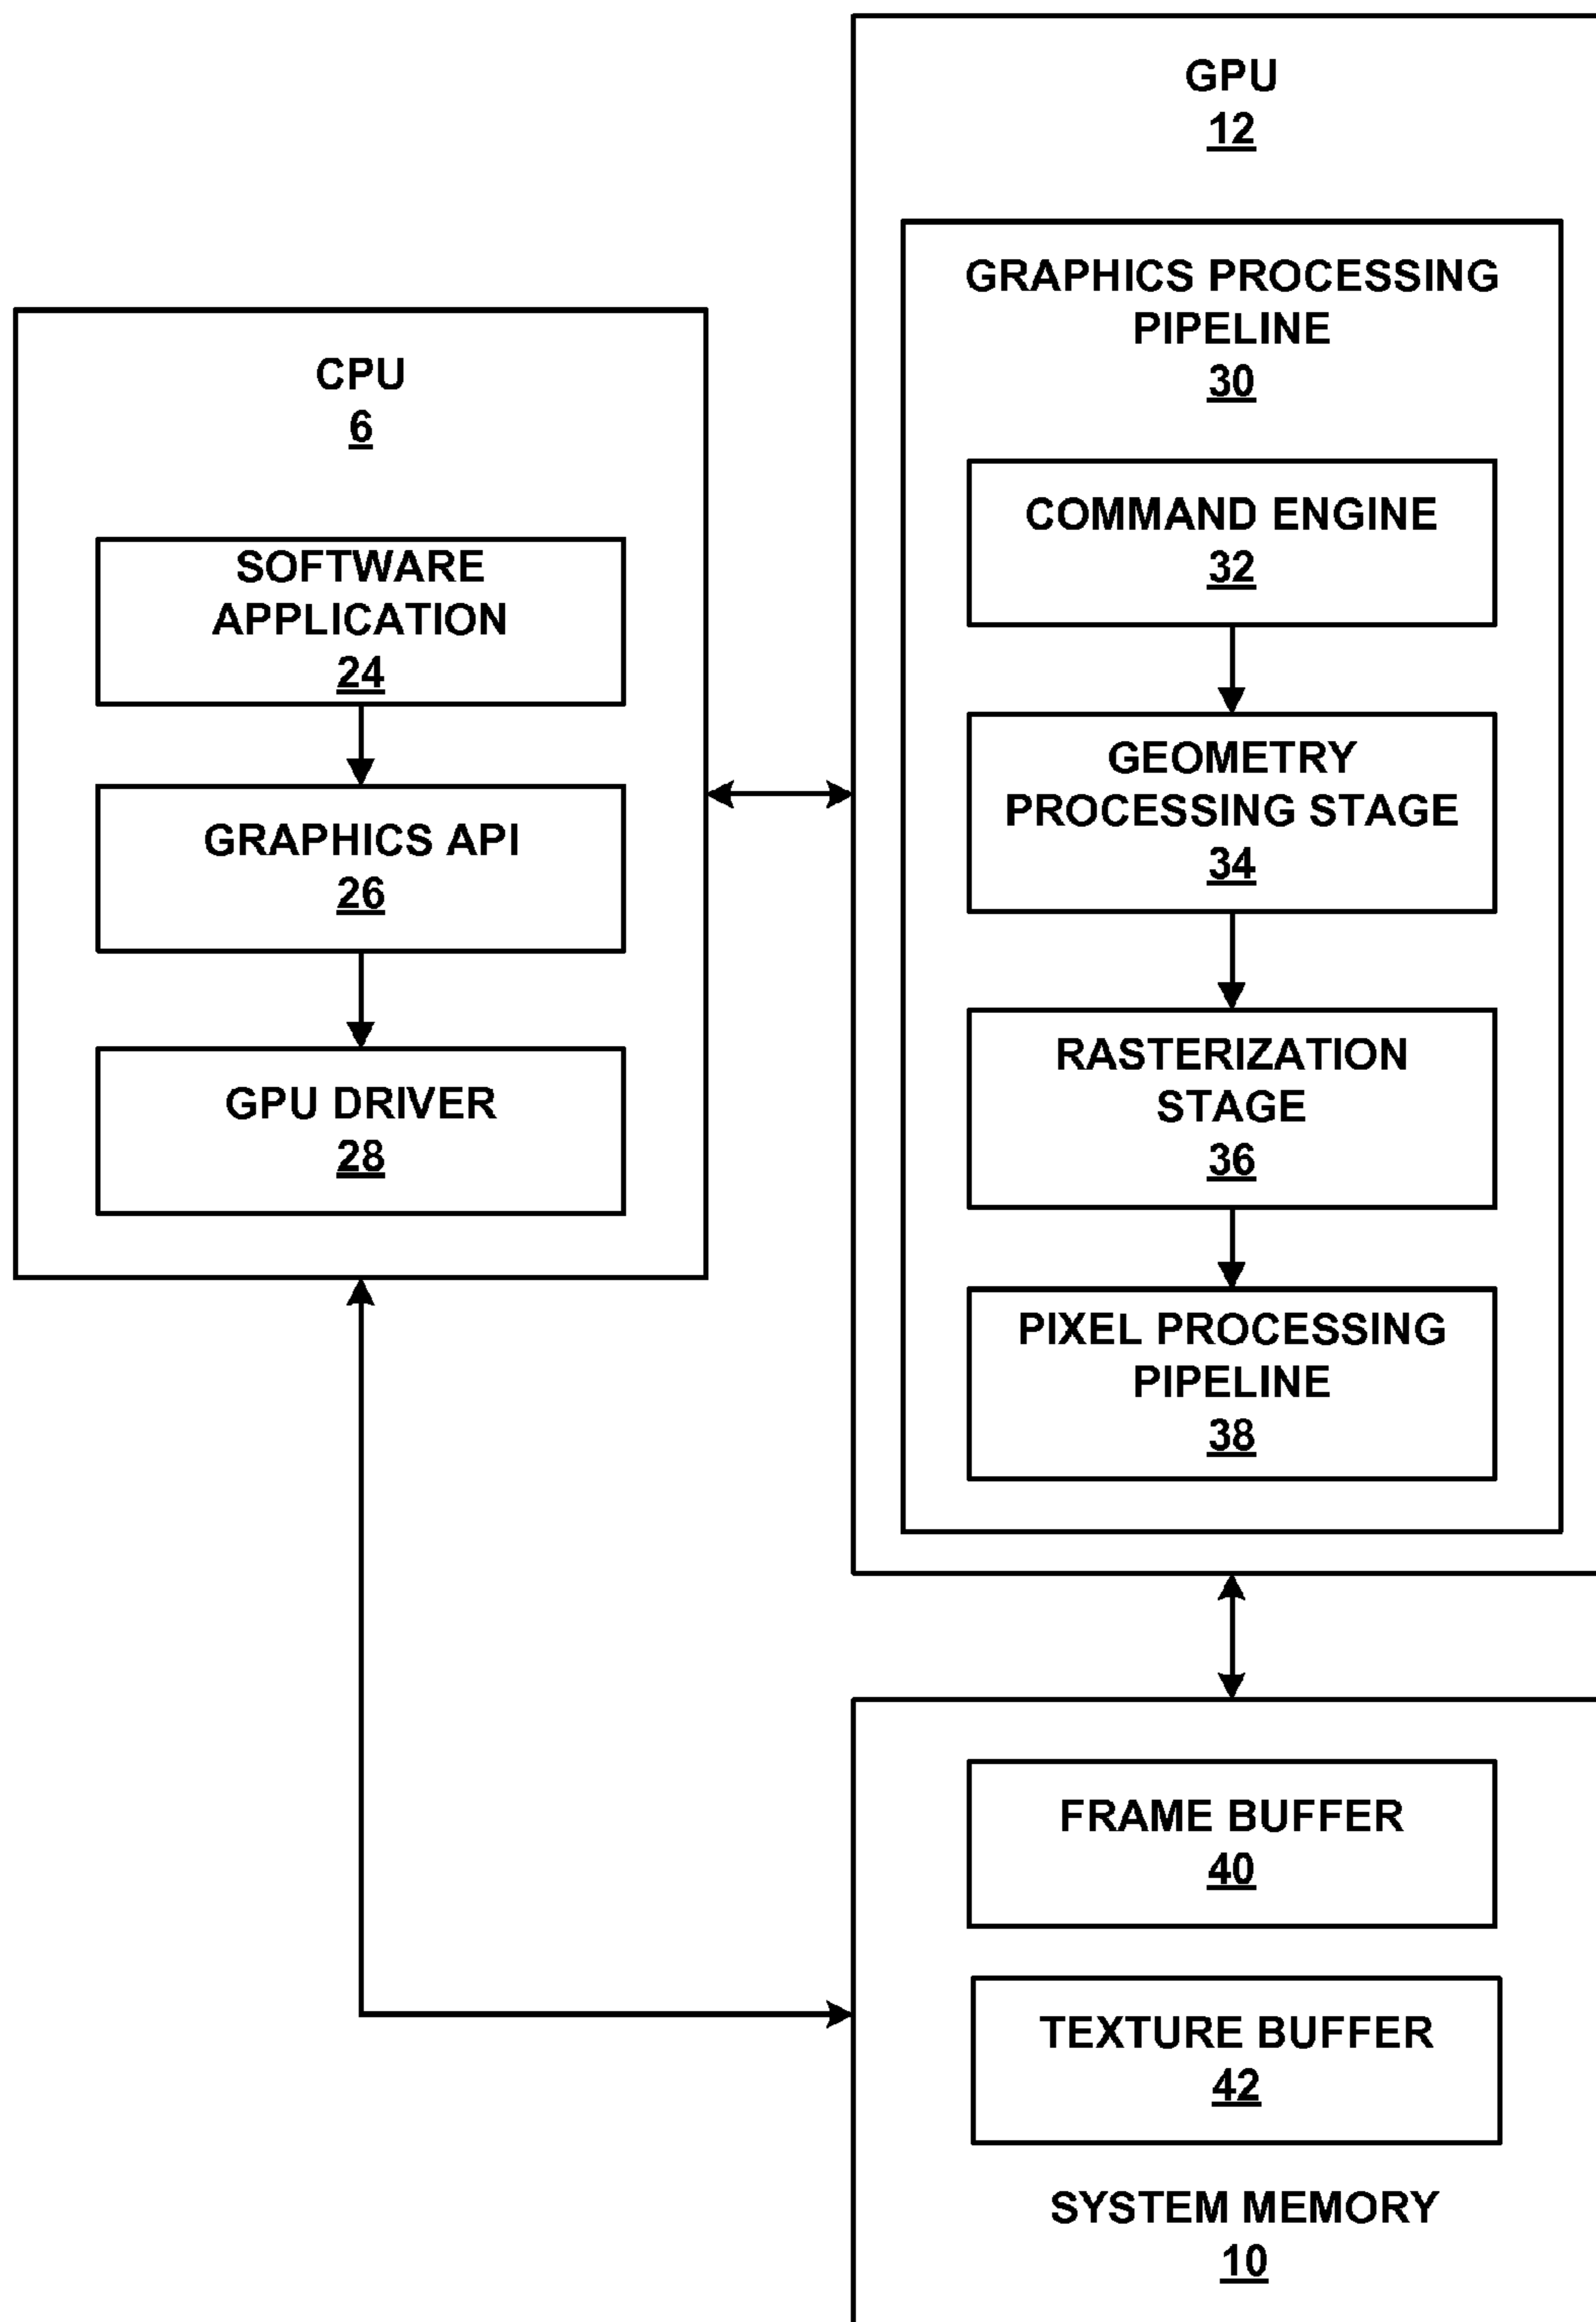 GPU
12
GRAPHICS PROCESSING
PIPELINE
30
COMMAND ENGINE
32
GEOMETRY
PROCESSING STAGE
34
RASTERIZATION
STAGE
36
PIXEL PROCESSING
PIPELINE
38
CPU
6
SOFTWARE
APPLICATION
24
GRAPHICS API
26
GPU DRIVER
28
FRAME BUFFER
40
TEXTURE BUFFER
42
SYSTEM MEMORY
10